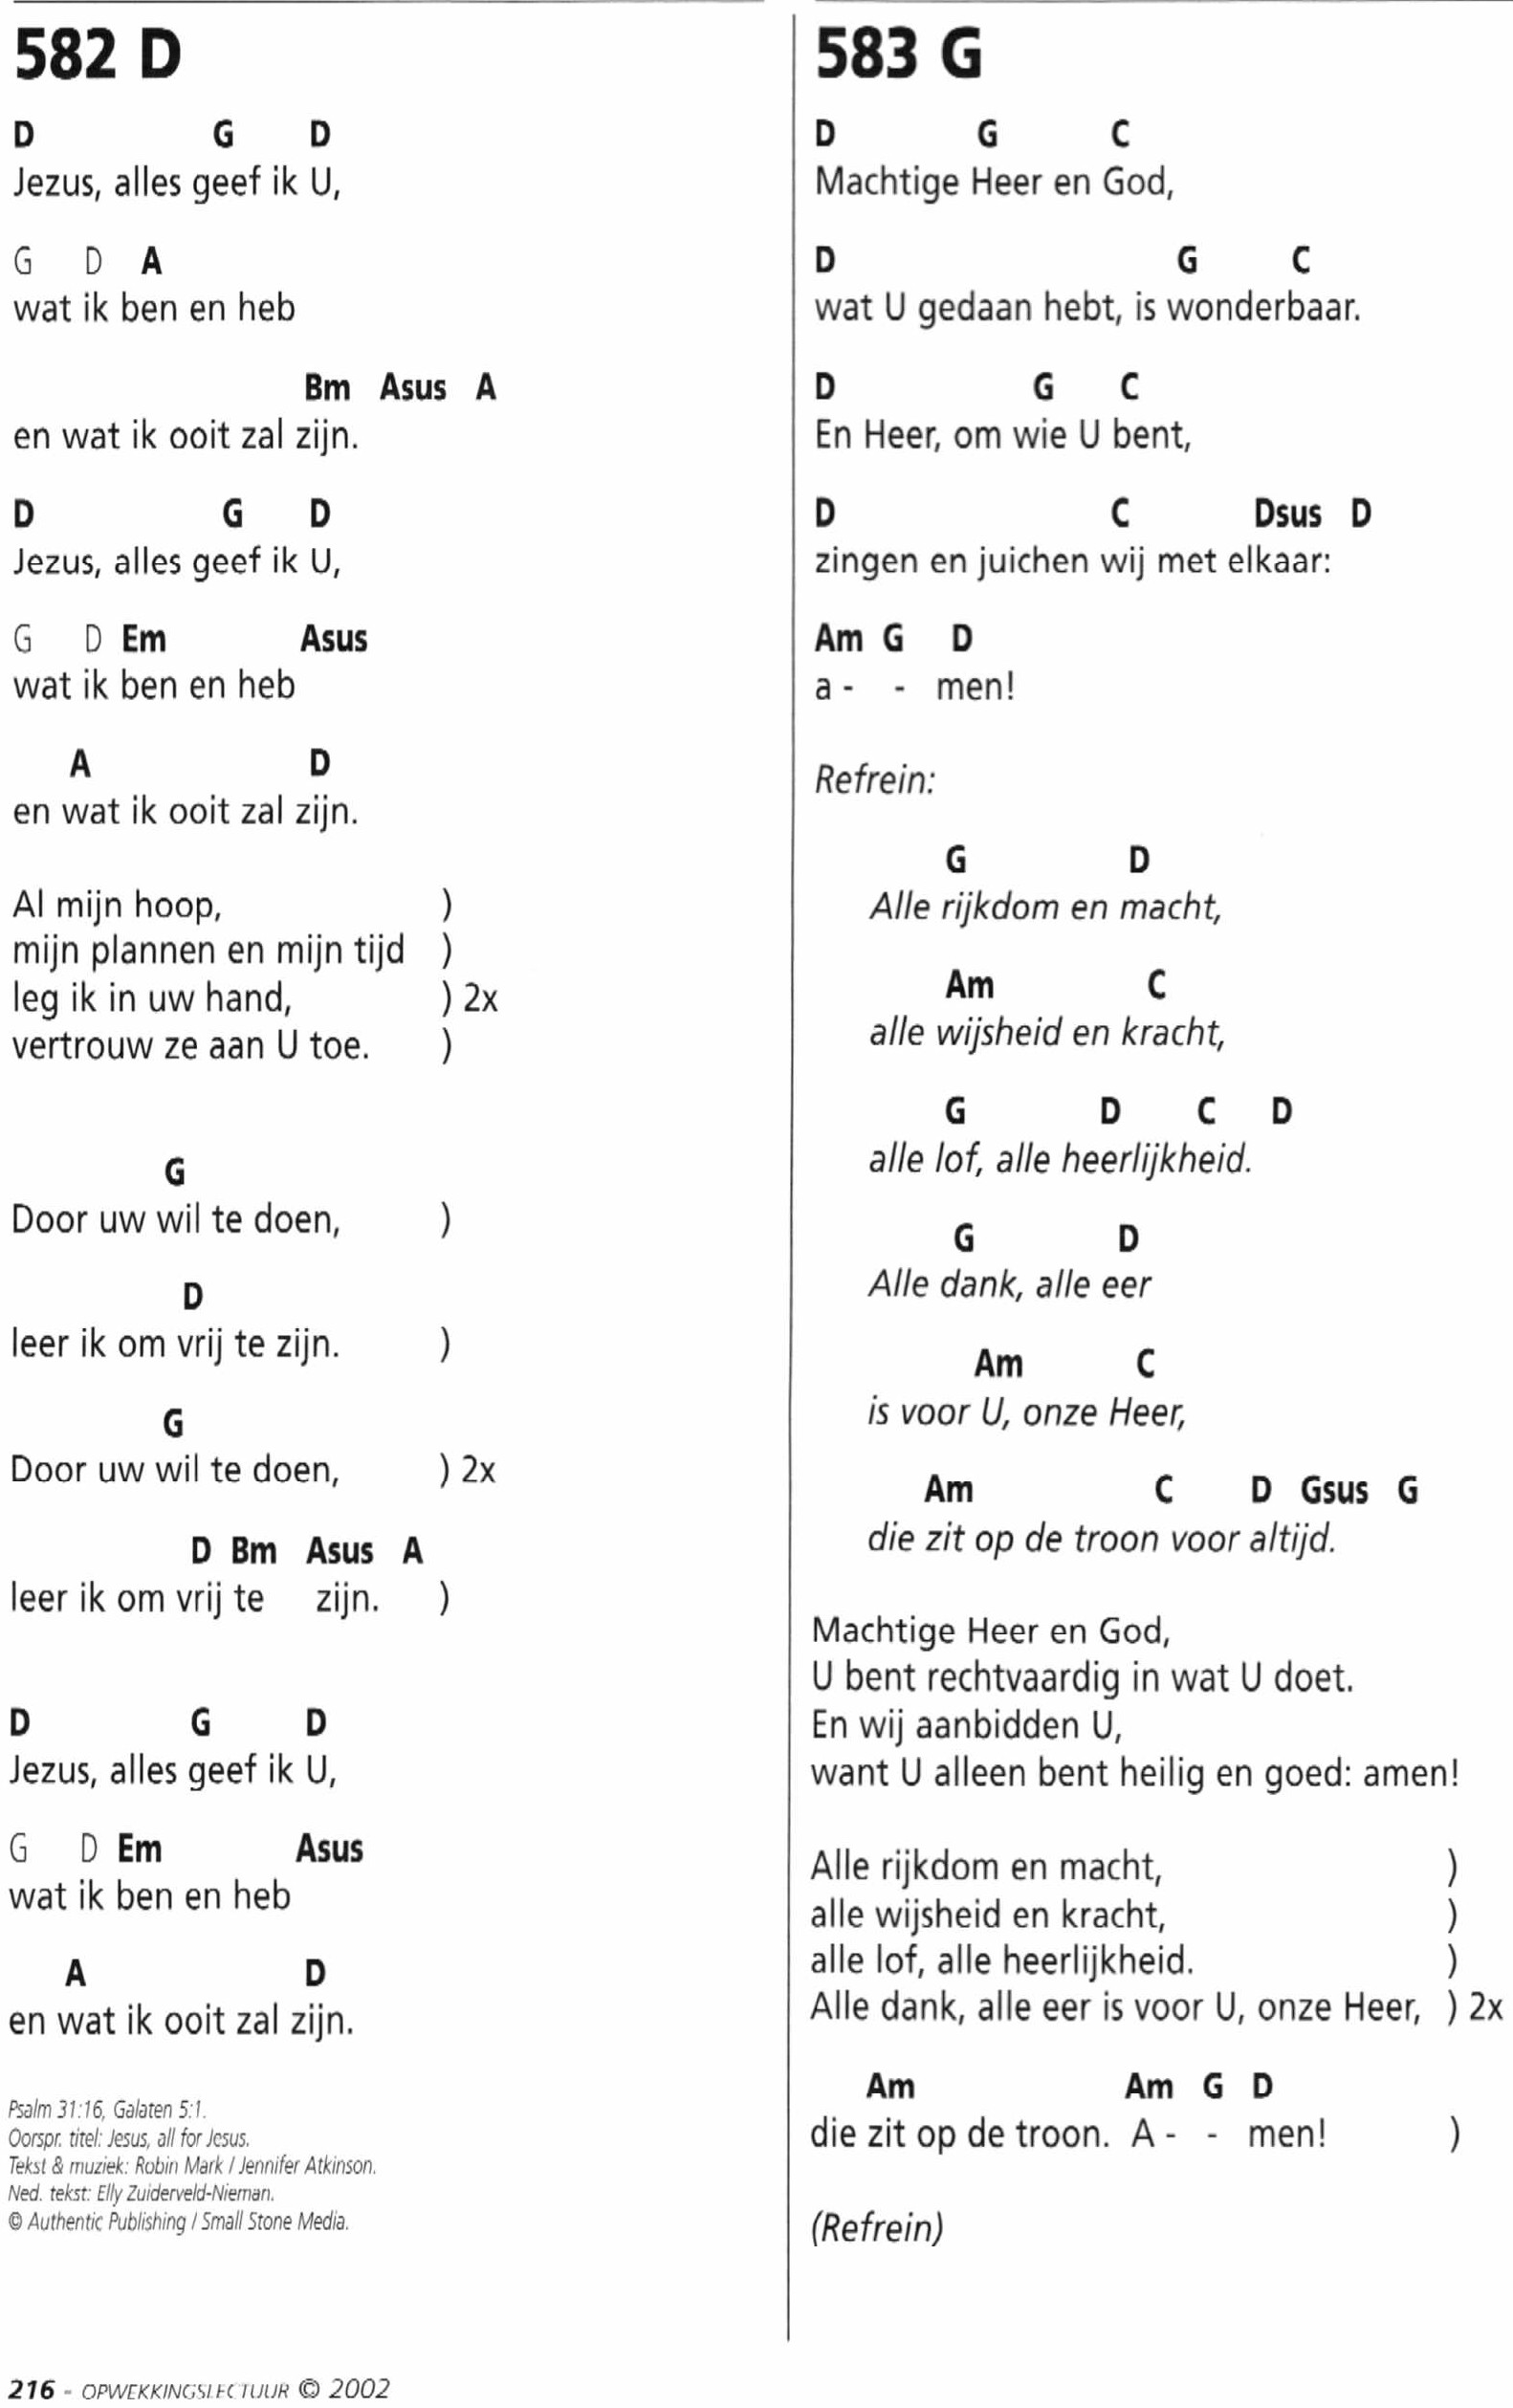 582 D
D G D
Jezus, alles geef ik U,
G D A
wat ik ben en heb
Bm Asus A
en wat ik ooit zal zijn.
D G D
Jezus, alles geef ik U,
G D Em Asus
wat ik ben en heb
A D
en wat ik ooit zal zijn.
Al mijn hoop, )
mijn plannen en mijn tijd )
leg ik in uw hand, ) 2x
vertrouw ze aan U toe. )
G
Door uw wil te doen, )
D
leer ik om vrij te zijn. )
G
Door uw wil te doen, ) 2x
D Bm Asus A
leer ik om vrij te zijn. )
D G D
Jezus, alles geef ik U,
G D Em Asus
wat ik ben en heb
A D
en wat ik ooit zal zijn.
Psalm 31:16, Galaten 5:1.
Oorspr. titel: Jesus, all for Jesus.
Tekst & muziek: Robin Mark / Jennifer Atkinson.
Ned. tekst: Elly Zuiderveld-Nieman.
© Authentic Publishing / Small Stone Media.
583 G
D G C
Machtige Heer en God,
D G C
wat U gedaan hebt, is wonderbaar.
D G C
En Heer, om wie U bent,
D C Dsus D
zingen en juichen wij met elkaar:
Am G D
a - - men!
Refrein:
G D
Alle rijkdom en macht,
Am C
alle wijsheid en kracht,
G D C D
alle lof, alle heerlijkheid.
G D
Alle dank, alle eer
Am C
is voor U, onze Heer,
Am C D Gsus G
die zit op de troon voor altijd.
Machtige Heer en God,
U bent rechtvaardig in wat U doet.
En wij aanbidden U,
want U alleen bent heilig en goed: amen!
Alle rijkdom en macht, )
alle wijsheid en kracht, )
alle lof, alle heerlijkheid. )
Alle dank, alle eer is voor U, onze Heer, ) 2x
Am Am G D
die zit op de troon. A - - men! )
(Refrein)
216 - OPWEKKINGSLECTUUR © 2002